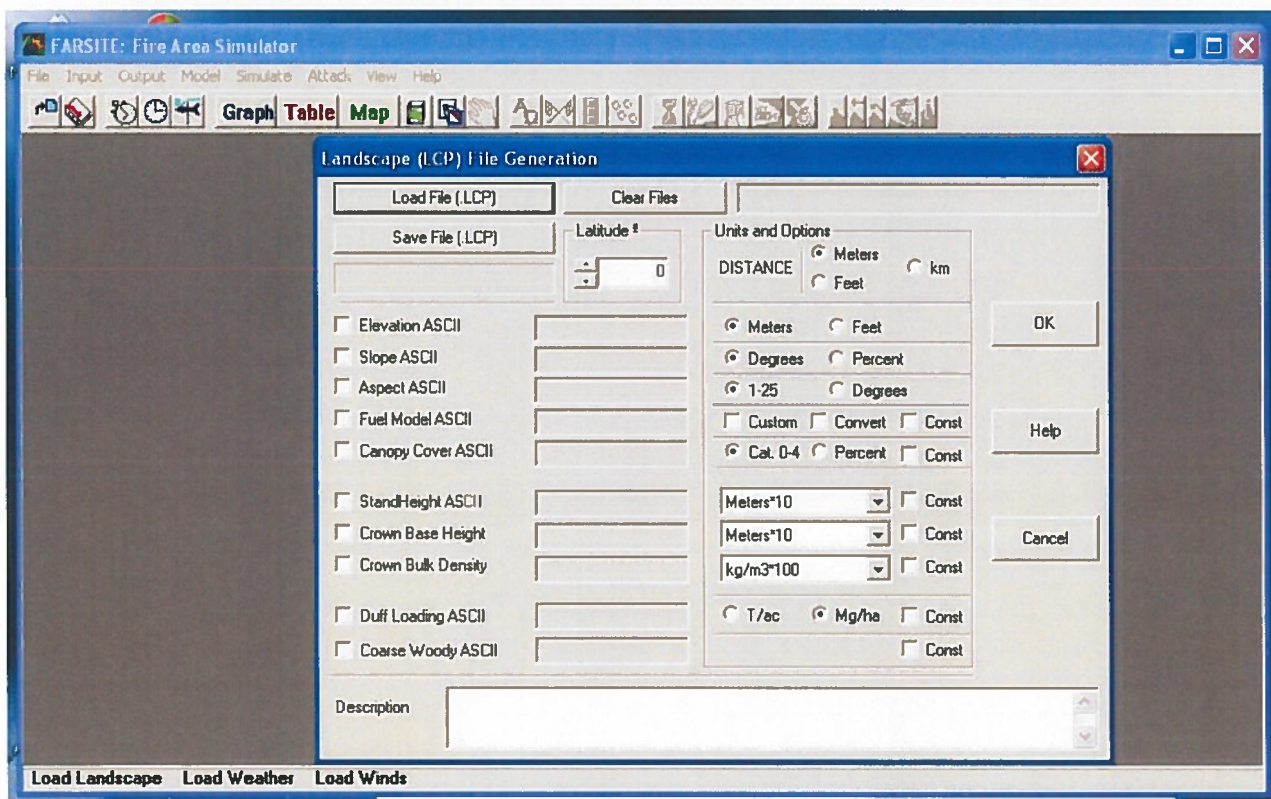 FARSITE: Fire Area Simulator
File Input Output Model Simulate Attack View Help
Graph Table Map
Landscape (LCP) File Generation
Load File (.LCP) Clear Files
Save File (.LCP) Latitude Units and Options
DISTANCE Meters km
Feet
0
Elevation ASCII Meters Feet OK
Slope ASCII Degrees Percent
Aspect ASCII 1-25 Degrees
Fuel Model ASCII Custom Convert Const Help
Canopy Cover ASCII Cat. 0-4 Percent Const
StandHeight ASCII Meters*10 Const
Crown Base Height Meters*10 Const Cancel
Crown Bulk Density kg/m3*100 Const
Duff Loading ASCII T/ac Mg/ha Const
Coarse Woody ASCII Const
Description
Load Landscape Load Weather Load Winds